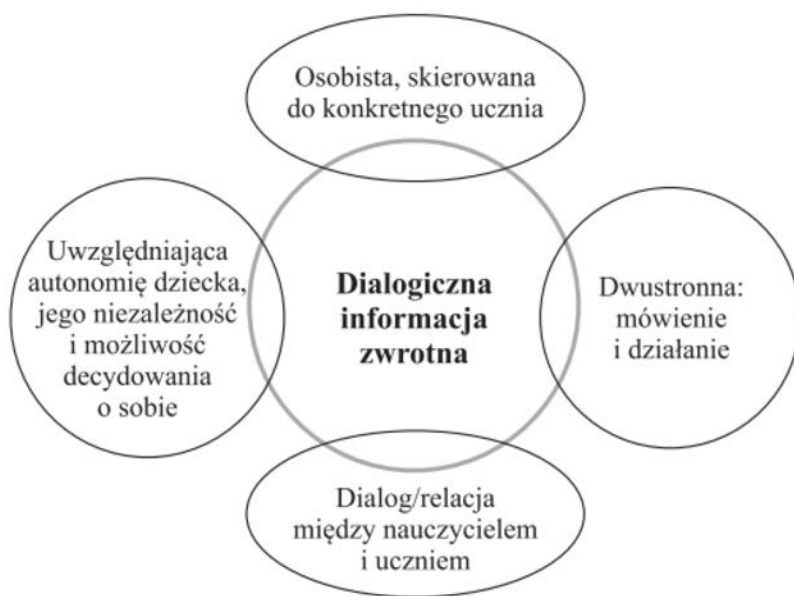 Osobista, skierowana
do konkretnego ucznia
Uwzględniająca
autonomię dziecka,
jego niezależność
i możliwość
decydowania
o sobie
Dialogiczna
informacja
zwrotna
Dwustronna:
mówienie
i działanie
Dialog/relacja
między nauczycielem
i uczniem